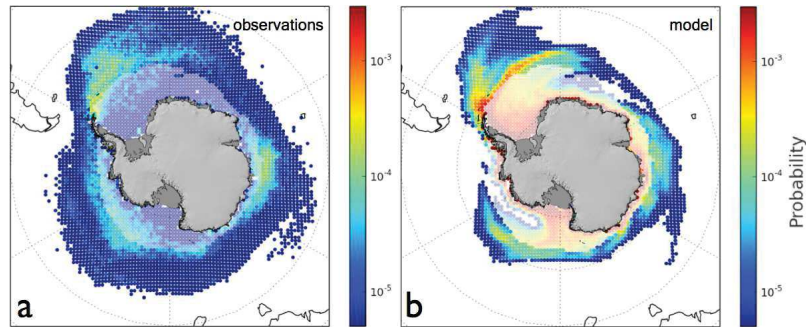 observations
a
10⁻³
10⁻⁴
10⁻⁵
model
b
10⁻³
10⁻⁴
10⁻⁵
Probability